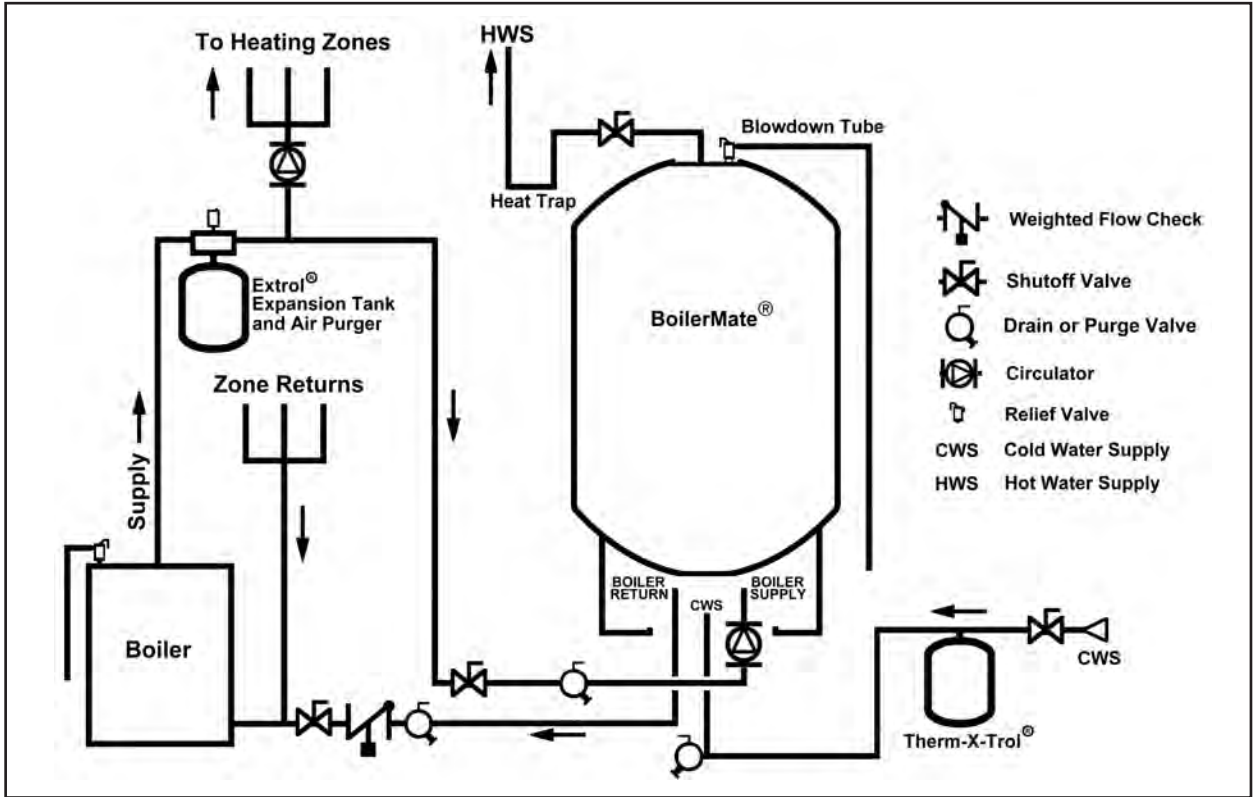 To Heating Zones
HWS
Blowdown Tube
Heat Trap
Extrol®
Expansion Tank
and Air Purger
BoilerMate®
Zone Returns
Supply
Boiler
BOILER
RETURN
CWS
BOILER
SUPPLY
CWS
Therm-X-Trol®
Weighted Flow Check
Shutoff Valve
Drain or Purge Valve
Circulator
Relief Valve
CWS Cold Water Supply
HWS Hot Water Supply